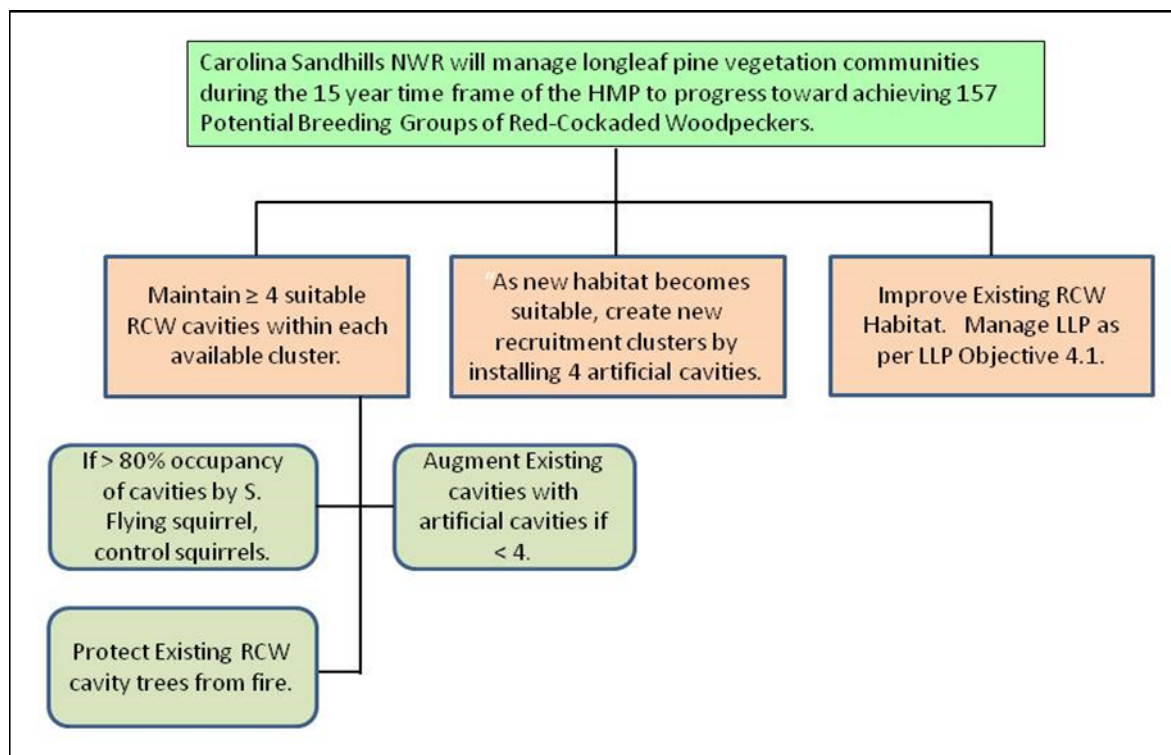 Carolina Sandhills NWR will manage longleaf pine vegetation communities
during the 15 year time frame of the HMP to progress toward achieving 157
Potential Breeding Groups of Red-Cockaded Woodpeckers.
Maintain ≥ 4 suitable
RCW cavities within each
available cluster.
"As new habitat becomes
suitable, create new
recruitment clusters by
installing 4 artificial cavities.
Improve Existing RCW
Habitat. Manage LLP as
per LLP Objective 4.1.
If > 80% occupancy
of cavities by S.
Flying squirrel,
control squirrels.
Augment Existing
cavities with
artificial cavities if
< 4.
Protect Existing RCW
cavity trees from fire.